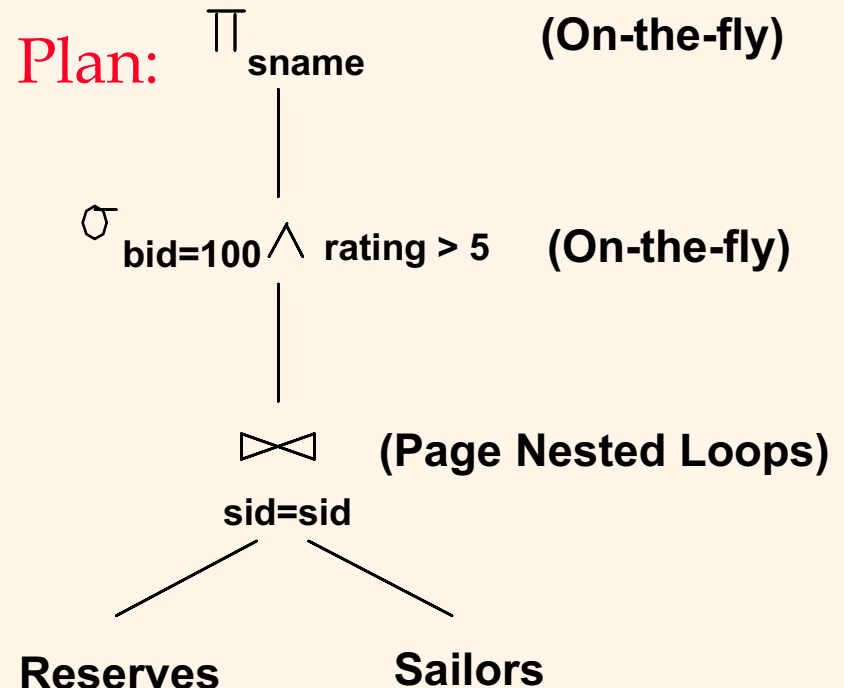 Plan: π sname (On-the-fly)
σ bid=100 ∧ rating > 5 (On-the-fly)
⋈ (Page Nested Loops)
sid=sid
Reserves Sailors